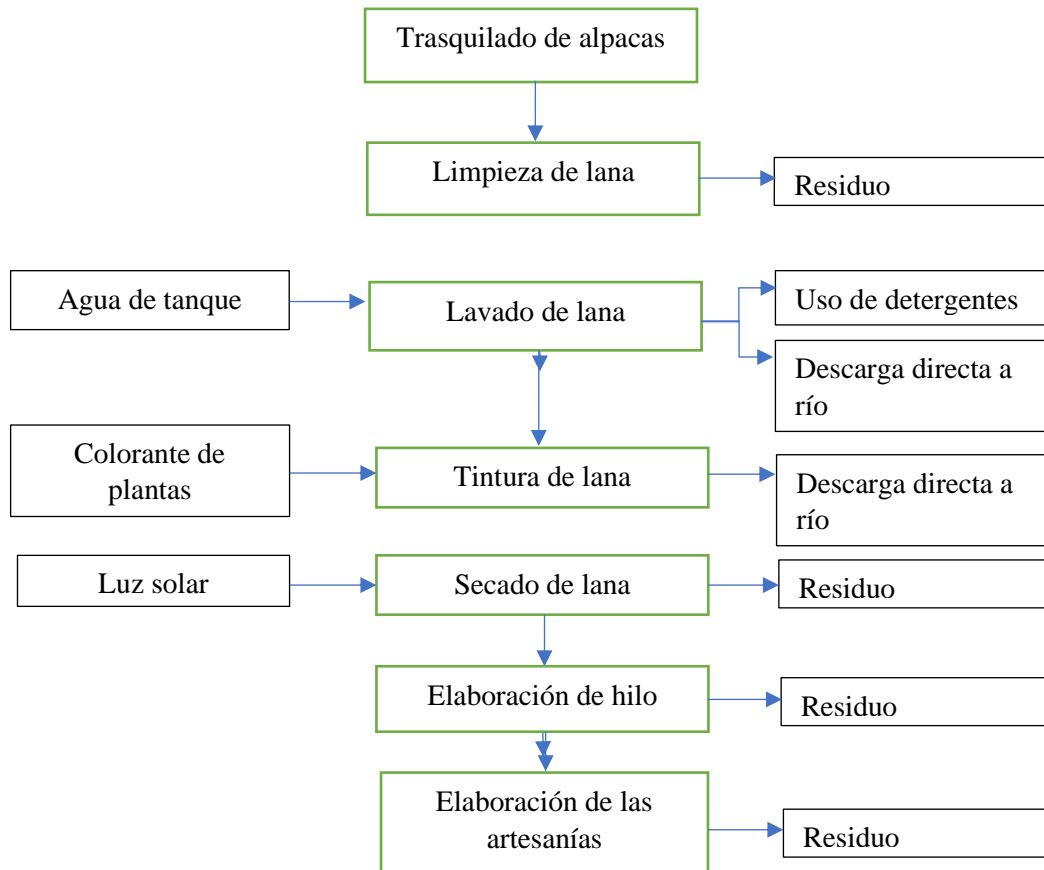 Trasquilado de alpacas
Limpieza de lana
Residuo
Agua de tanque
Lavado de lana
Uso de detergentes
Descarga directa a
río
Colorante de
plantas
Tintura de lana
Descarga directa a
río
Luz solar
Secado de lana
Residuo
Elaboración de hilo
Residuo
Elaboración de las
artesanías
Residuo